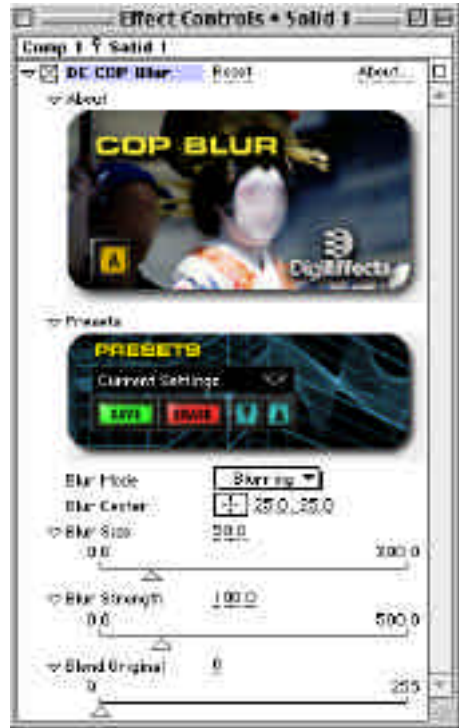 Effect Controls • Solid 1
Comp 1 • Solid 1
DC COP Blur Reset About...
About
COP BLUR
A
DigiEffects
Presets
PRESETS
Current Settings
SAVE ERASE
Blur Mode Blurring
Blur Center 25.0, 25.0
Blur Size 50.0
0.0 300.0
Blur Strength 100.0
0.0 500.0
Blend Original 0
0 255